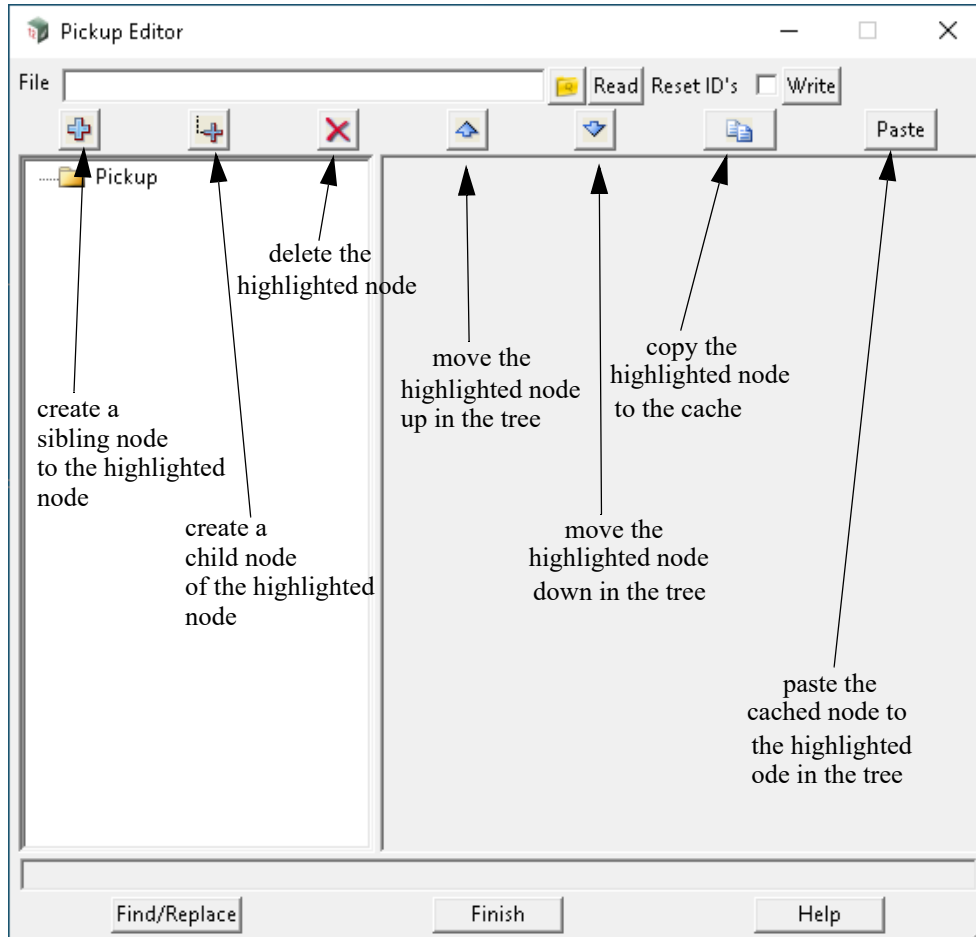 Pickup Editor
File Read Reset ID's Write
Paste
Pickup
delete the
highlighted node
move the
highlighted node
up in the tree
copy the
highlighted node
to the cache
create a
sibling node
to the highlighted
node
create a
child node
of the highlighted
node
move the
highlighted node
down in the tree
paste the
cached node to
the highlighted
ode in the tree
Find/Replace Finish Help